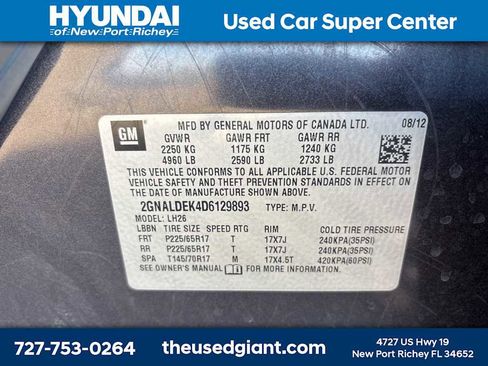 HYUNDAI
of New Port Richey
Used Car Super Center
GM
MFD BY GENERAL MOTORS OF CANADA LTD. 08/12
GVWR GAWR FRT GAWR RR
2250 KG 1175 KG 1240 KG
4960 LB 2590 LB 2733 LB
THIS VEHICLE CONFORMS TO ALL APPLICABLE U.S. FEDERAL MOTOR
VEHICLE SAFETY AND THEFT PREVENTION STANDARDS IN EFFECT
ON THE DATE OF MANUFACTURE SHOWN ABOVE.
2GNALDEK4D6129893 TYPE: M.P.V.
MODEL: LH26
LBBN TIRE SIZE SPEED RTG RIM COLD TIRE PRESSURE
FRT P225/65R17 T 17X7J 240KPA(35PSI)
RR P225/65R17 T 17X7J 240KPA(35PSI)
SPA T145/70R17 M 17X4.5T 420KPA(60PSI)
SEE OWNER'S MANUAL FOR MORE INFORMATION.
727-753-0264
theusedgiant.com
4727 US Hwy 19
New Port Richey FL 34652